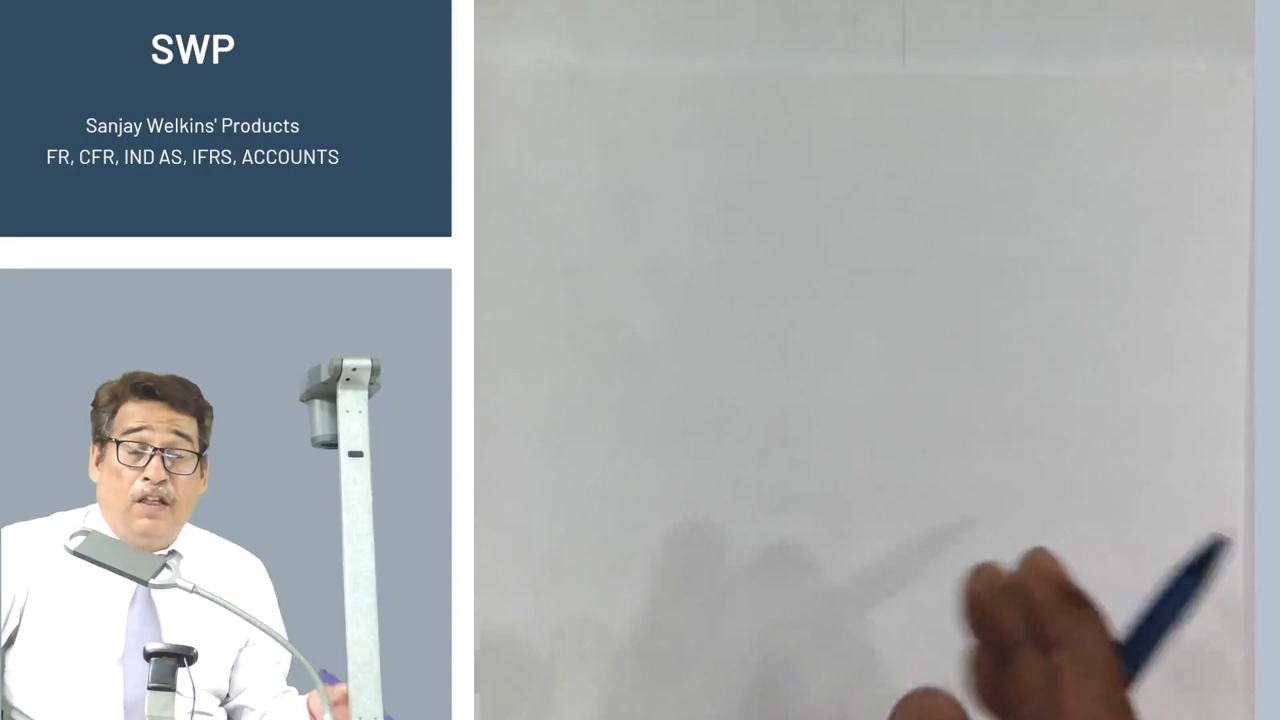 SWP
Sanjay Welkins' Products
FR, CFR, IND AS, IFRS, ACCOUNTS